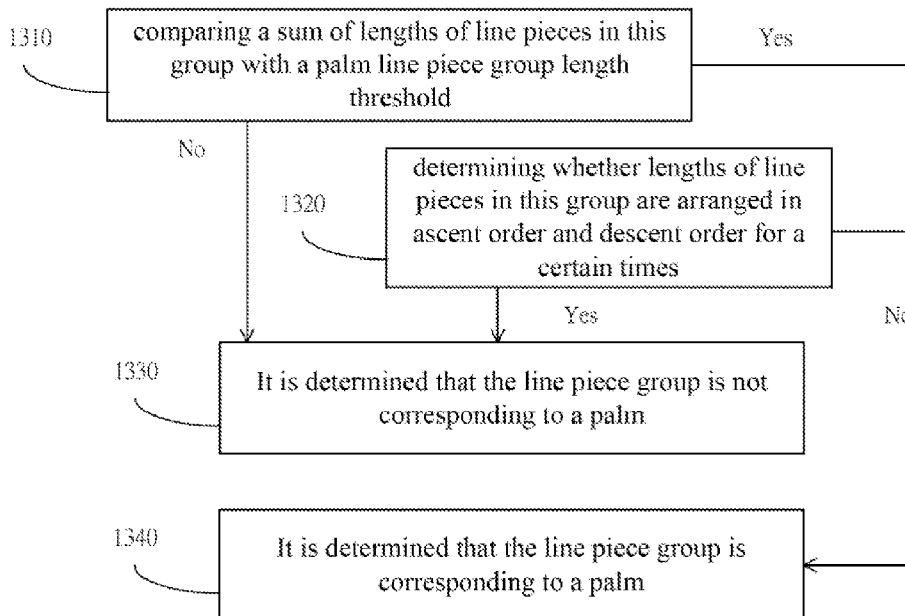 1310
comparing a sum of lengths of line pieces in this
group with a palm line piece group length
threshold
Yes
No
1320
determining whether lengths of line
pieces in this group are arranged in
ascent order and descent order for a
certain times
Yes
No
1330
It is determined that the line piece group is not
corresponding to a palm
1340
It is determined that the line piece group is
corresponding to a palm